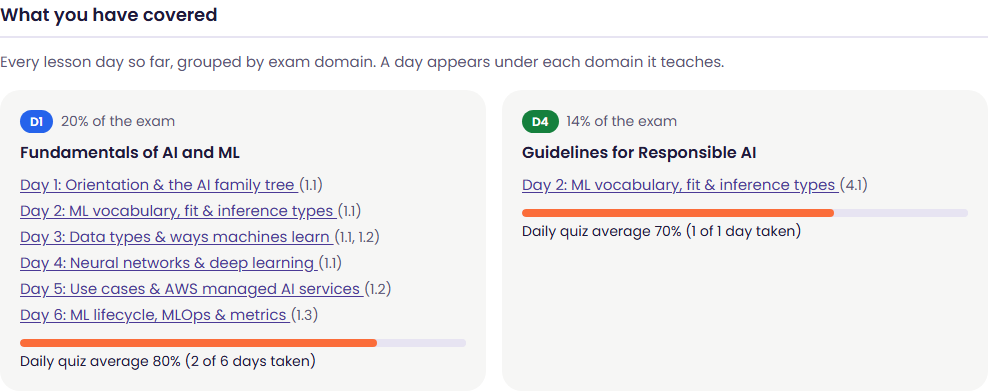 What you have covered
Every lesson day so far, grouped by exam domain. A day appears under each domain it teaches.
D1 20% of the exam
Fundamentals of AI and ML
Day 1: Orientation & the AI family tree (1.1)
Day 2: ML vocabulary, fit & inference types (1.1)
Day 3: Data types & ways machines learn (1.1, 1.2)
Day 4: Neural networks & deep learning (1.1)
Day 5: Use cases & AWS managed AI services (1.2)
Day 6: ML lifecycle, MLOps & metrics (1.3)
Daily quiz average 80% (2 of 6 days taken)
D4 14% of the exam
Guidelines for Responsible AI
Day 2: ML vocabulary, fit & inference types (4.1)
Daily quiz average 70% (1 of 1 day taken)